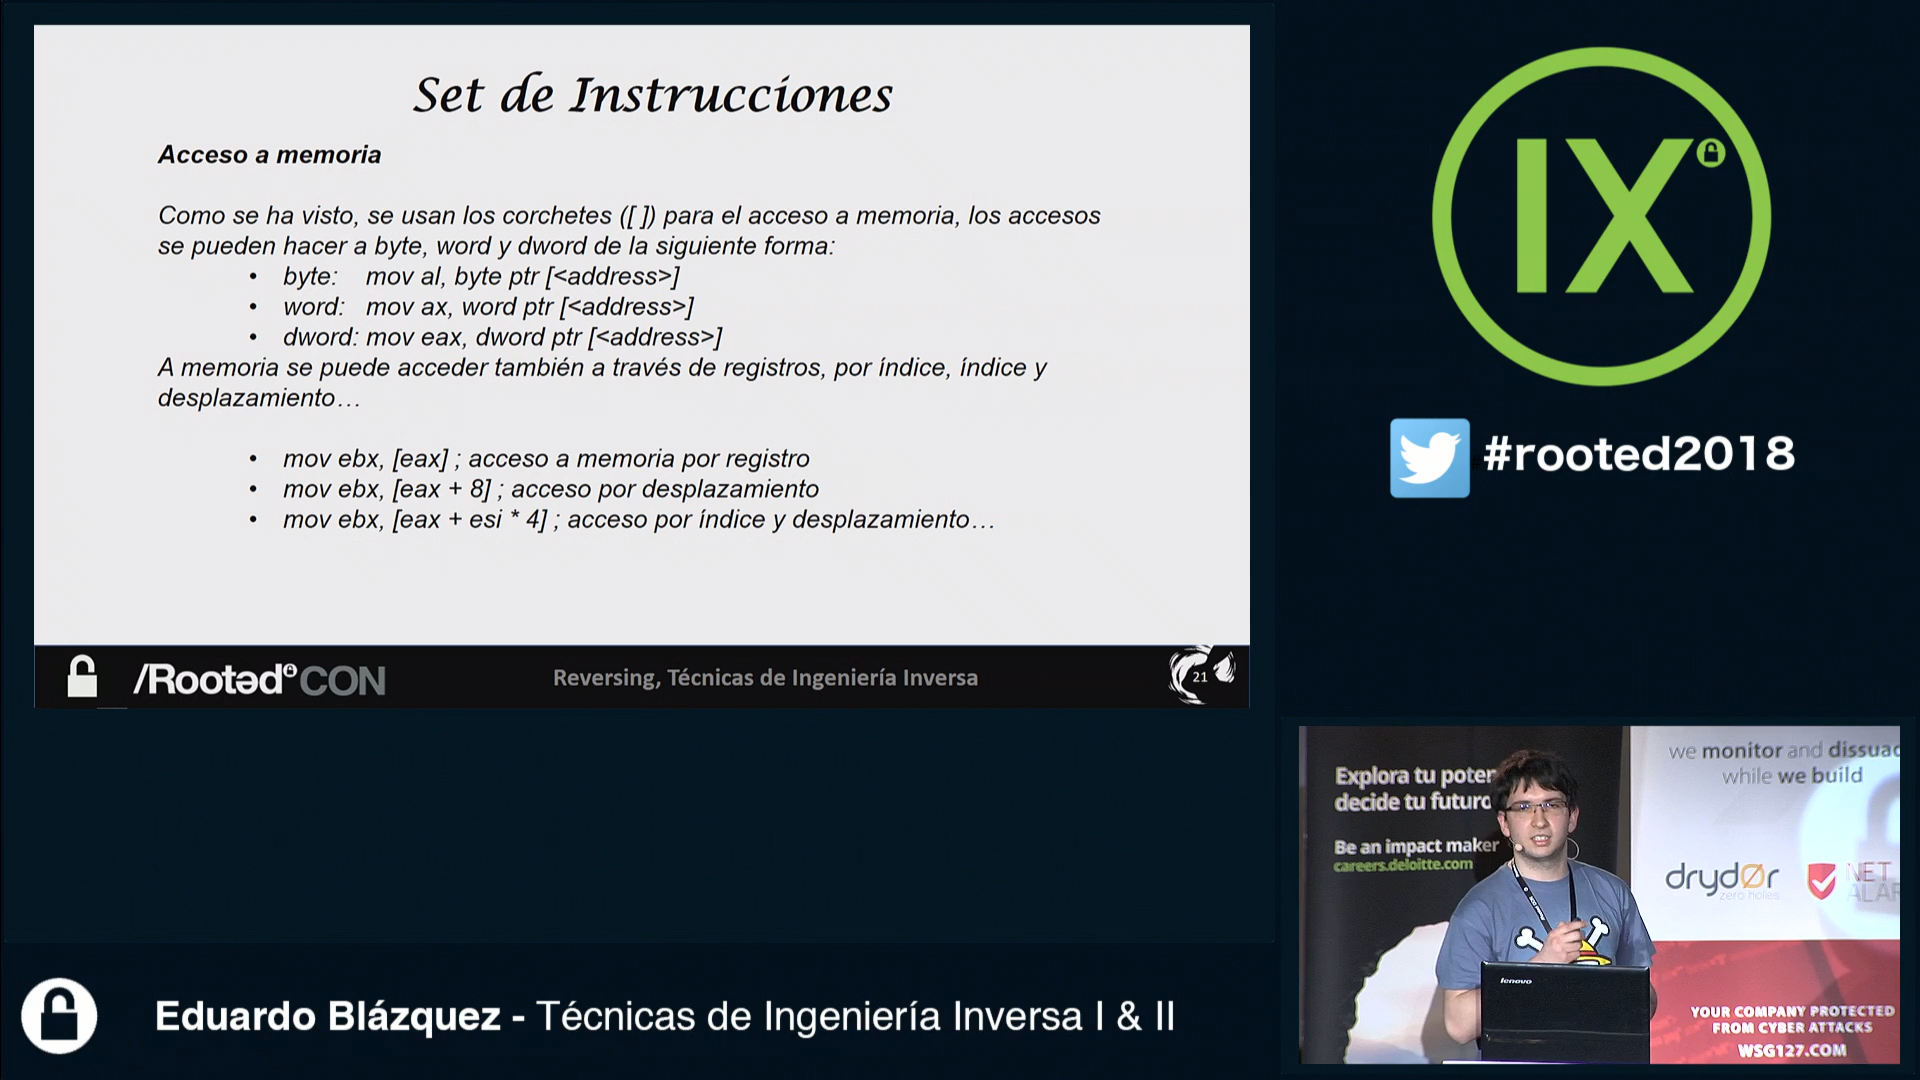 Set de Instrucciones
Acceso a memoria
Como se ha visto, se usan los corchetes ([ ]) para el acceso a memoria, los accesos
se pueden hacer a byte, word y dword de la siguiente forma:
• byte: mov al, byte ptr [<address>]
• word: mov ax, word ptr [<address>]
• dword: mov eax, dword ptr [<address>]
A memoria se puede acceder también a través de registros, por índice, índice y
desplazamiento…
• mov ebx, [eax] ; acceso a memoria por registro
• mov ebx, [eax + 8] ; acceso por desplazamiento
• mov ebx, [eax + esi * 4] ; acceso por índice y desplazamiento…
/Rootəd CON
Reversing, Técnicas de Ingeniería Inversa
21
IX
#rooted2018
Explora tu poten
decide tu futuro
Be an impact maker
careers.deloitte.com
we monitor and dissuad
while we build
drydør
zero holes
NET
ALAR
lenovo
YOUR COMPANY PROTECTED
FROM CYBER ATTACKS
WSG127.COM
Eduardo Blázquez - Técnicas de Ingeniería Inversa I & II